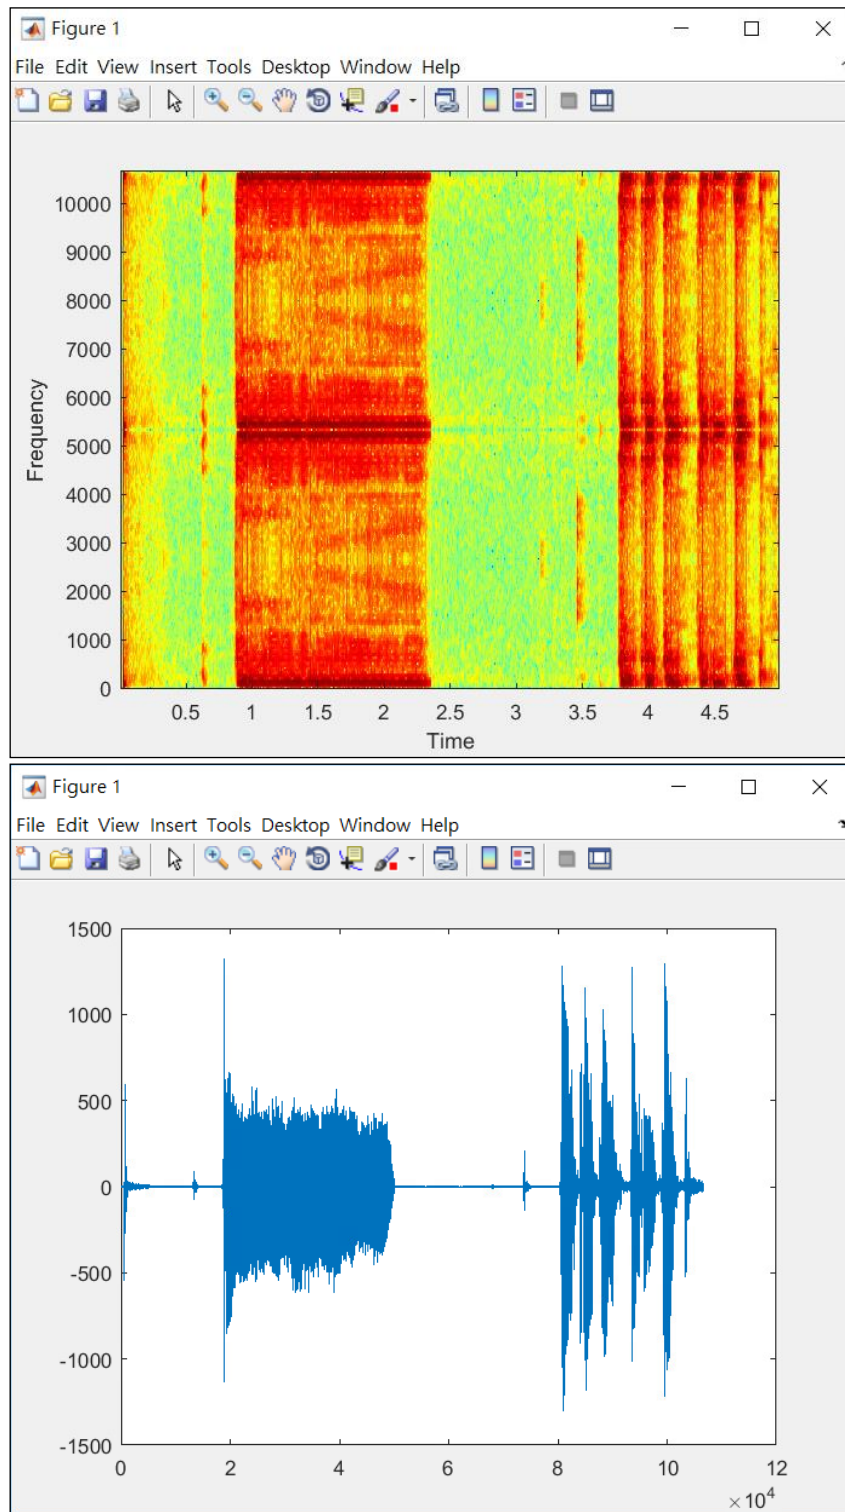 Figure 1
File Edit View Insert Tools Desktop Window Help
10000
9000
8000
7000
6000
5000
4000
3000
2000
1000
0
Frequency
0.5 1 1.5 2 2.5 3 3.5 4 4.5
Time
Figure 1
File Edit View Insert Tools Desktop Window Help
1500
1000
500
0
-500
-1000
-1500
0 2 4 6 8 10 12
× 10^4